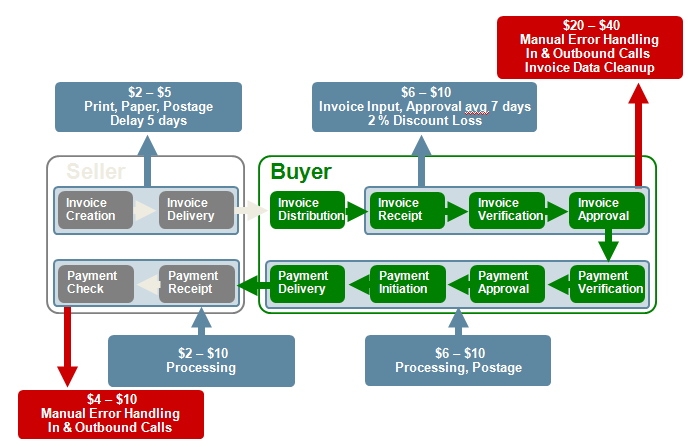 $20 – $40
Manual Error Handling
In & Outbound Calls
Invoice Data Cleanup
$2 – $5
Print, Paper, Postage
Delay 5 days
$6 – $10
Invoice Input, Approval avg 7 days
2 % Discount Loss
Seller
Buyer
Invoice
Creation
Invoice
Delivery
Invoice
Distribution
Invoice
Receipt
Invoice
Verification
Invoice
Approval
Payment
Check
Payment
Receipt
Payment
Delivery
Payment
Initiation
Payment
Approval
Payment
Verification
$2 – $10
Processing
$6 – $10
Processing, Postage
$4 – $10
Manual Error Handling
In & Outbound Calls